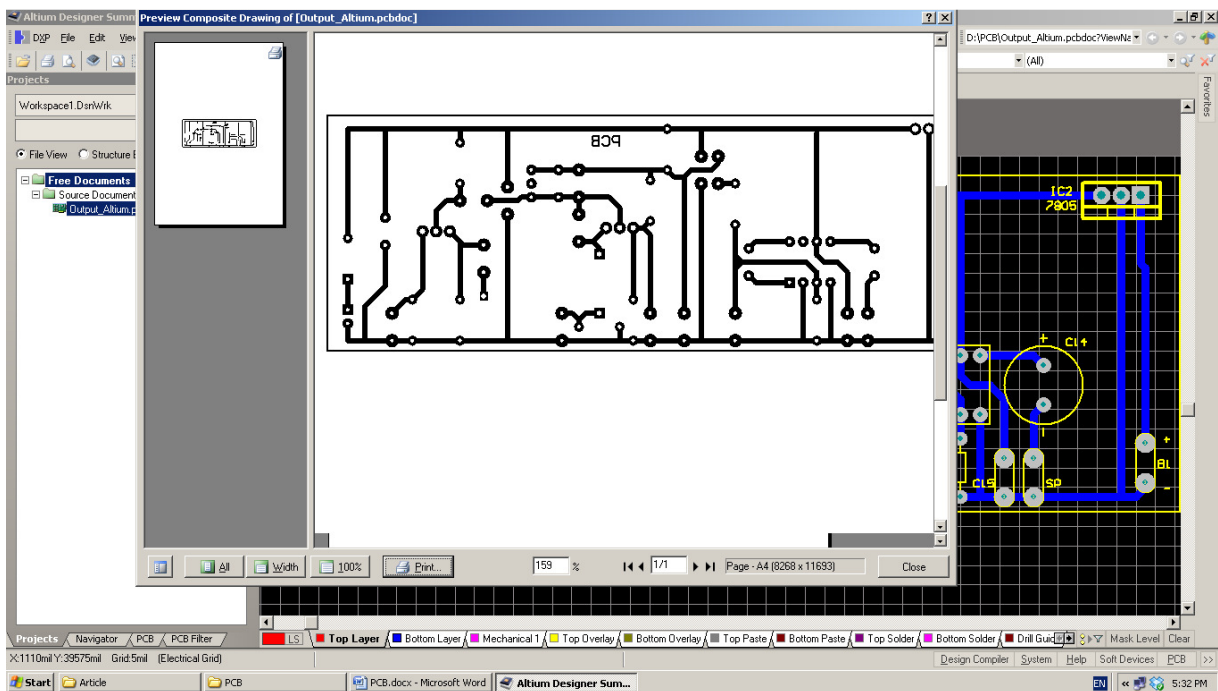 Altium Designer Summ
Preview Composite Drawing of [Output_Altium.pcbdoc]
DXP File Edit Viev
D:\PCB\Output_Altium.pcbdoc?ViewNa
(All)
Projects
Favorites
Workspace1.DsnWrk
File View Structure E
Free Documents
Source Document
Output_Altium.p
PCB
IC2
7805
+ C14
+
B1
C15 SP
-
All Width 100% Print... 159 % 1/1 Page - A4 (8268 x 11693) Close
Projects Navigator PCB PCB Filter LS Top Layer Bottom Layer Mechanical 1 Top Overlay Bottom Overlay Top Paste Bottom Paste Top Solder Bottom Solder Drill Guid Mask Level Clear
X:1110mil Y:39575mil Grid:5mil (Electrical Grid) Design Compiler System Help Soft Devices PCB >>
Start Article PCB PCB.docx - Microsoft Word Altium Designer Sum... EN « 5:32 PM